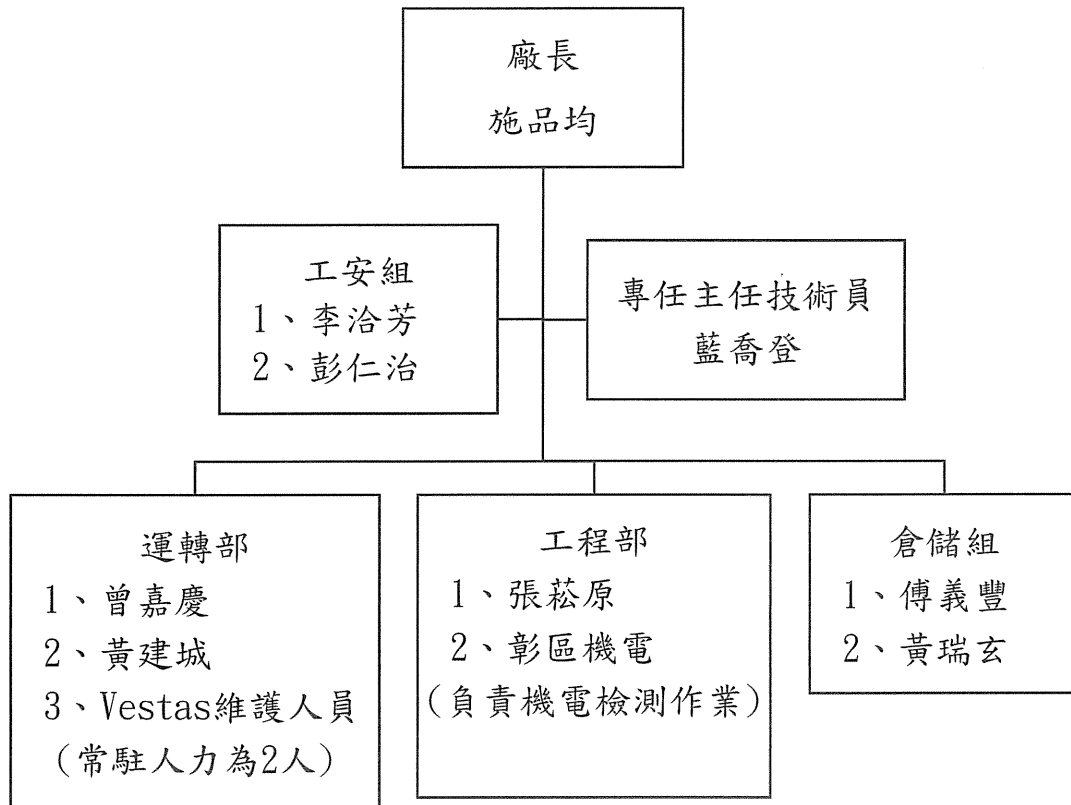 廠長
施品均
工安組
1、李洽芳
2、彭仁治
專任主任技術員
藍喬登
運轉部
1、曾嘉慶
2、黃建城
3、Vestas維護人員
(常駐人力為2人)
工程部
1、張菘原
2、彰區機電
(負責機電檢測作業)
倉儲組
1、傅義豐
2、黃瑞玄